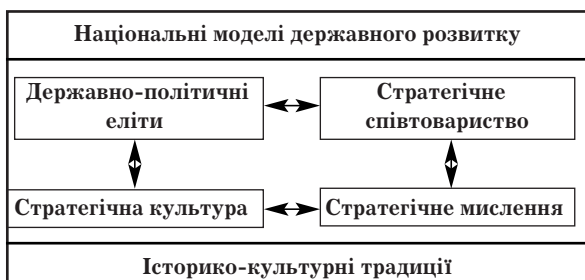 Національні моделі державного розвитку
Державно-політичні
еліти
Стратегічне
співтовариство
Стратегічна культура
Стратегічне мислення
Історико-культурні традиції